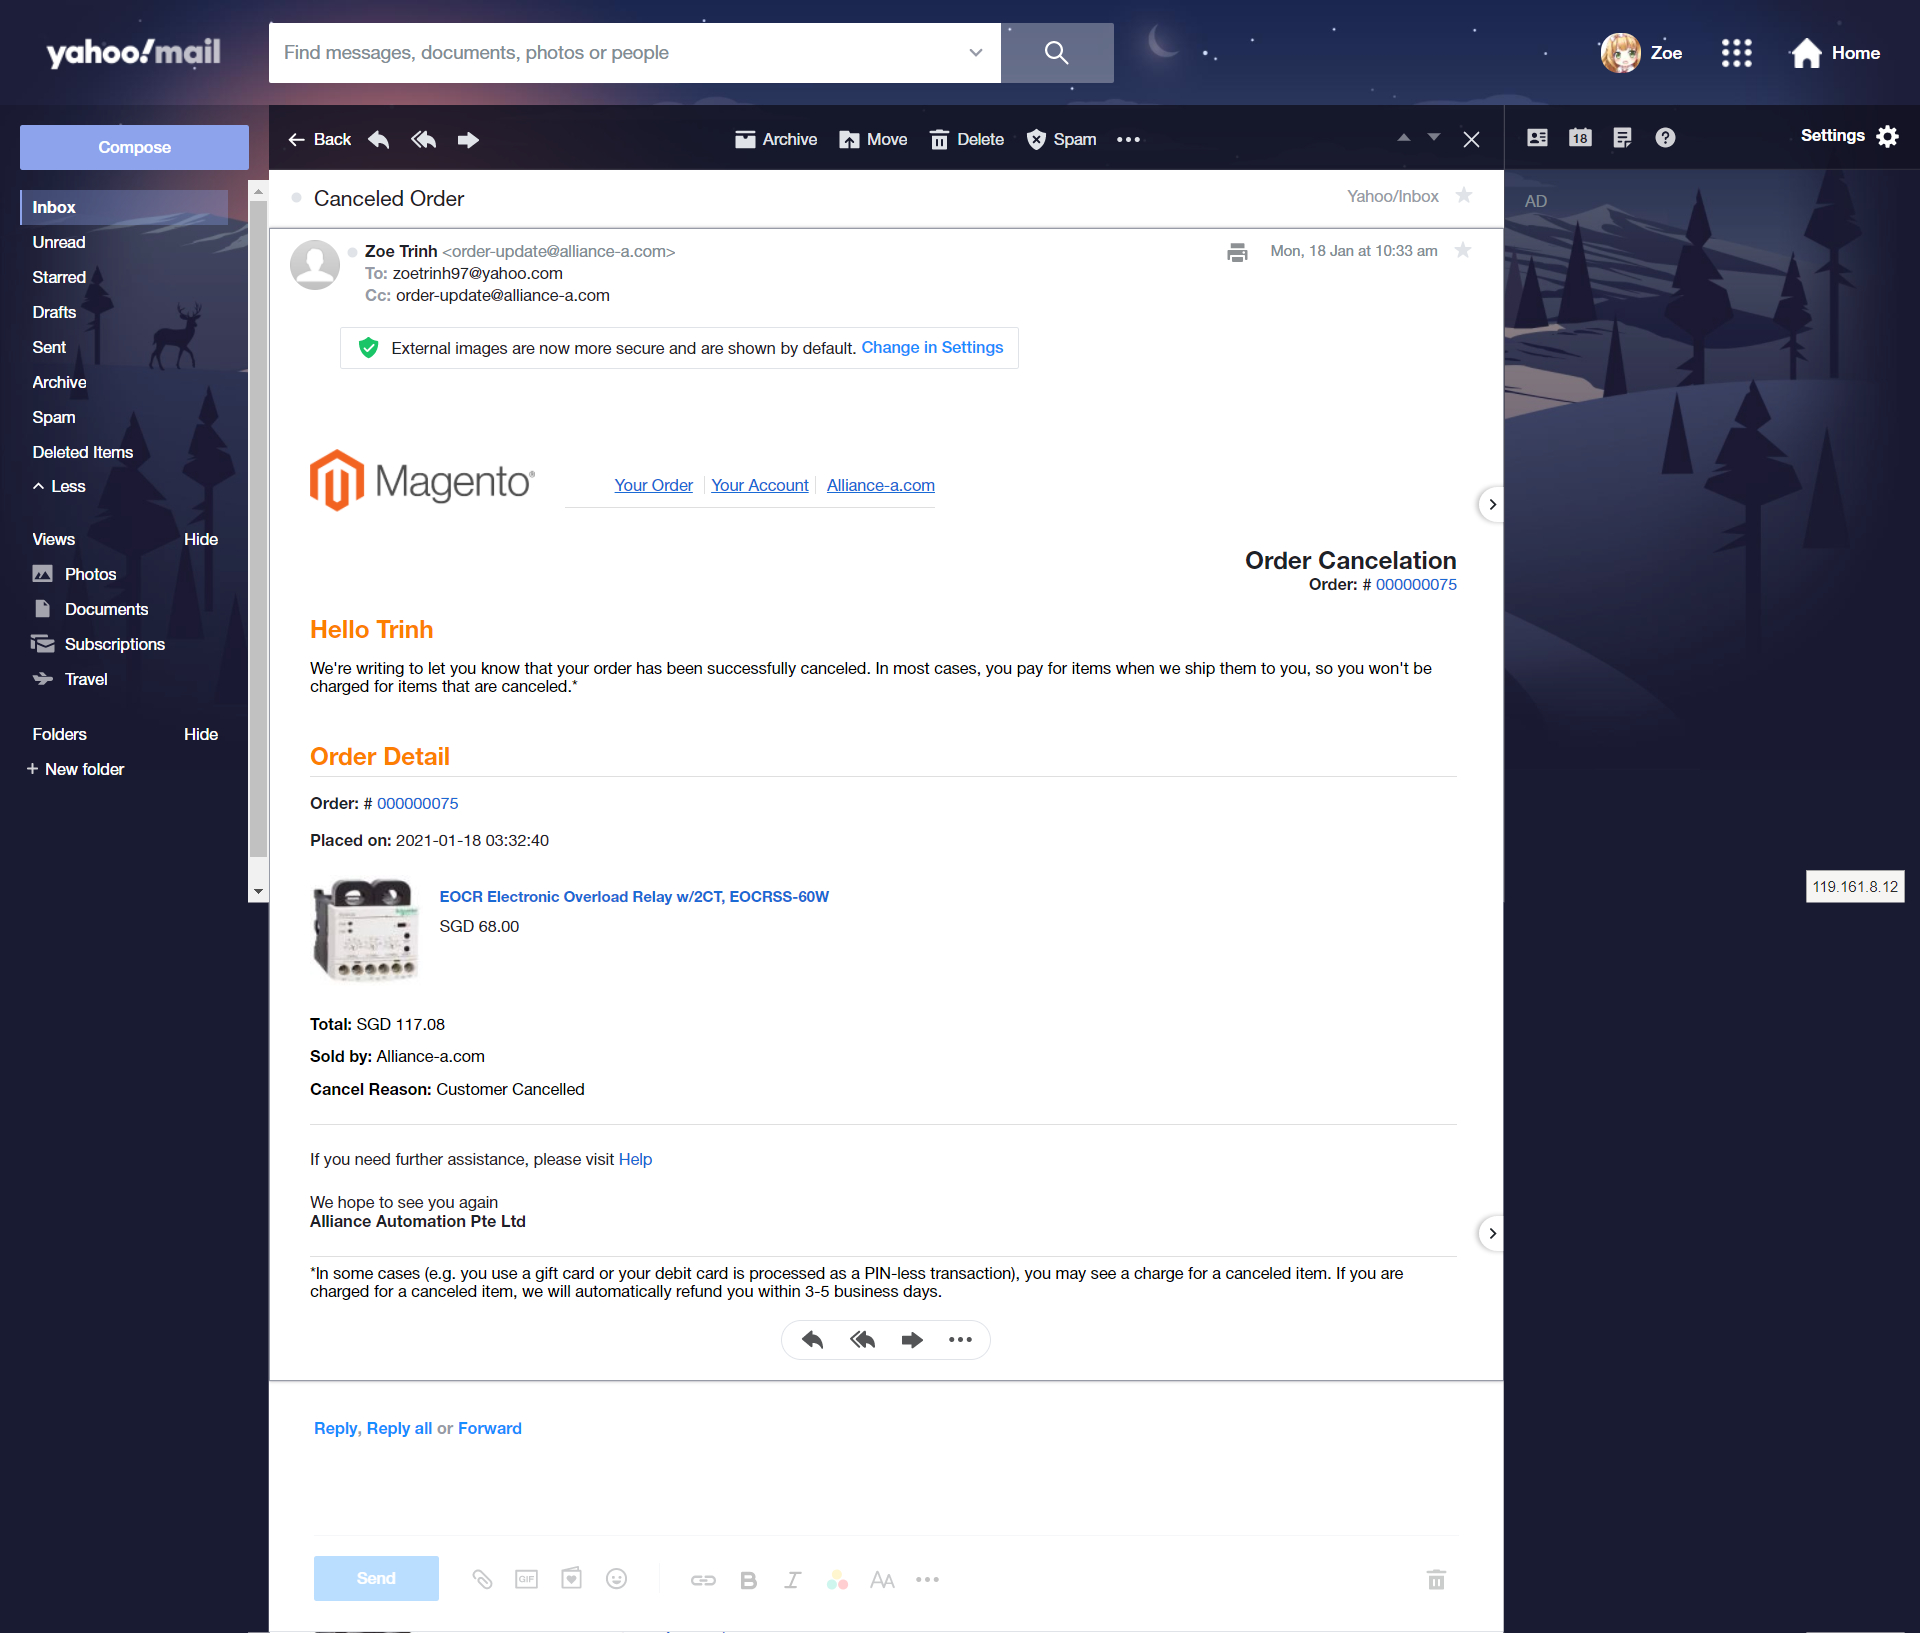 yahoo!mail
Find messages, documents, photos or people
Zoe
Home
Compose
Back
Archive
Move
Delete
Spam
18
Settings
Inbox
Unread
Starred
Drafts
Sent
Archive
Spam
Deleted Items
Less
Views Hide
Photos
Documents
Subscriptions
Travel
Folders Hide
+ New folder
Canceled Order
Yahoo/Inbox
AD
Zoe Trinh <order-update@alliance-a.com>
Mon, 18 Jan at 10:33 am
To: zoetrinh97@yahoo.com
Cc: order-update@alliance-a.com
External images are now more secure and are shown by default. Change in Settings
Magento®
Your Order
Your Account
Alliance-a.com
Order Cancelation
Order: # 000000075
Hello Trinh
We're writing to let you know that your order has been successfully canceled. In most cases, you pay for items when we ship them to you, so you won't be
charged for items that are canceled.*
Order Detail
Order: # 000000075
Placed on: 2021-01-18 03:32:40
EOCR Electronic Overload Relay w/2CT, EOCRSS-60W
SGD 68.00
119.161.8.12
Total: SGD 117.08
Sold by: Alliance-a.com
Cancel Reason: Customer Cancelled
If you need further assistance, please visit Help
We hope to see you again
Alliance Automation Pte Ltd
*In some cases (e.g. you use a gift card or your debit card is processed as a PIN-less transaction), you may see a charge for a canceled item. If you are
charged for a canceled item, we will automatically refund you within 3-5 business days.
Reply, Reply all or Forward
Send
GIF
B
I
AA